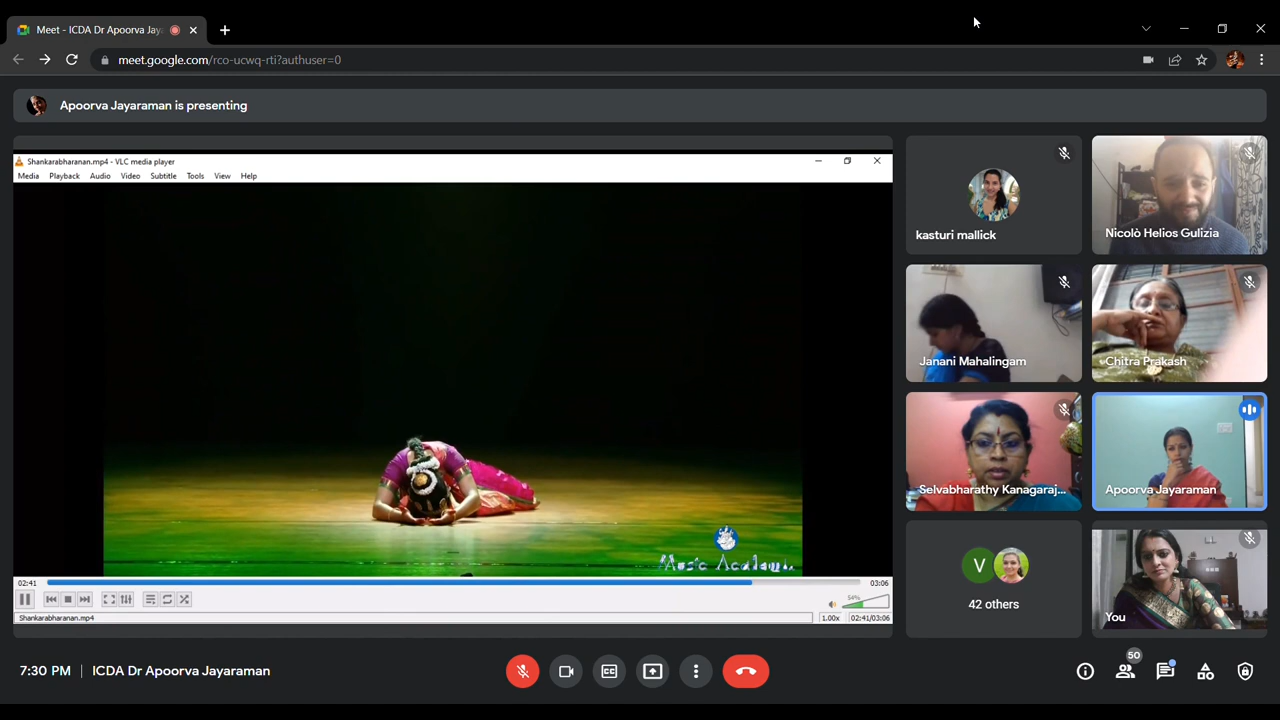 Meet - ICDA Dr Apoorva Jay
meet.google.com/rco-ucwq-rti?authuser=0
Apoorva Jayaraman is presenting
Shankarabharanan.mp4 - VLC media player
Media Playback Audio Video Subtitle Tools View Help
Music Academy
02:41
03:06
54%
Shankarabharanan.mp4
1.00x
02:41/03:06
kasturi mallick
Nicolò Helios Gulizia
Janani Mahalingam
Chitra Prakash
Selvabharathy Kanagaraj...
Apoorva Jayaraman
V
42 others
You
7:30 PM | ICDA Dr Apoorva Jayaraman
CC
50